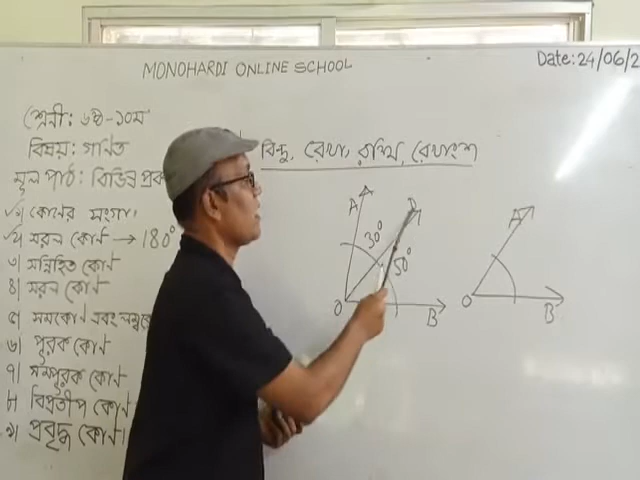 MONOHARDI ONLINE SCHOOL
Date: 24/06/2
শ্রেনী: ৬ষ্ঠ-১০ম
বিষয়: গনিত
মূল পাঠ: বিভিন্ন প্রক
বিন্দু, রেখা, রশ্মি, রেখাংশ
১) কোনের সংগা।
২) সরল কোণ → 180°
৩) সন্নিহিত কোণ
৪) সরল কোণ
৫) সমকোণ এবং লম্ব
৬) পূরক কোণ
৭) সম্পূরক কোণ
৮) বিপ্রতীপ কোণ
৯) প্রবৃদ্ধ কোণ।
A D
30°
50°
O B
A
O B